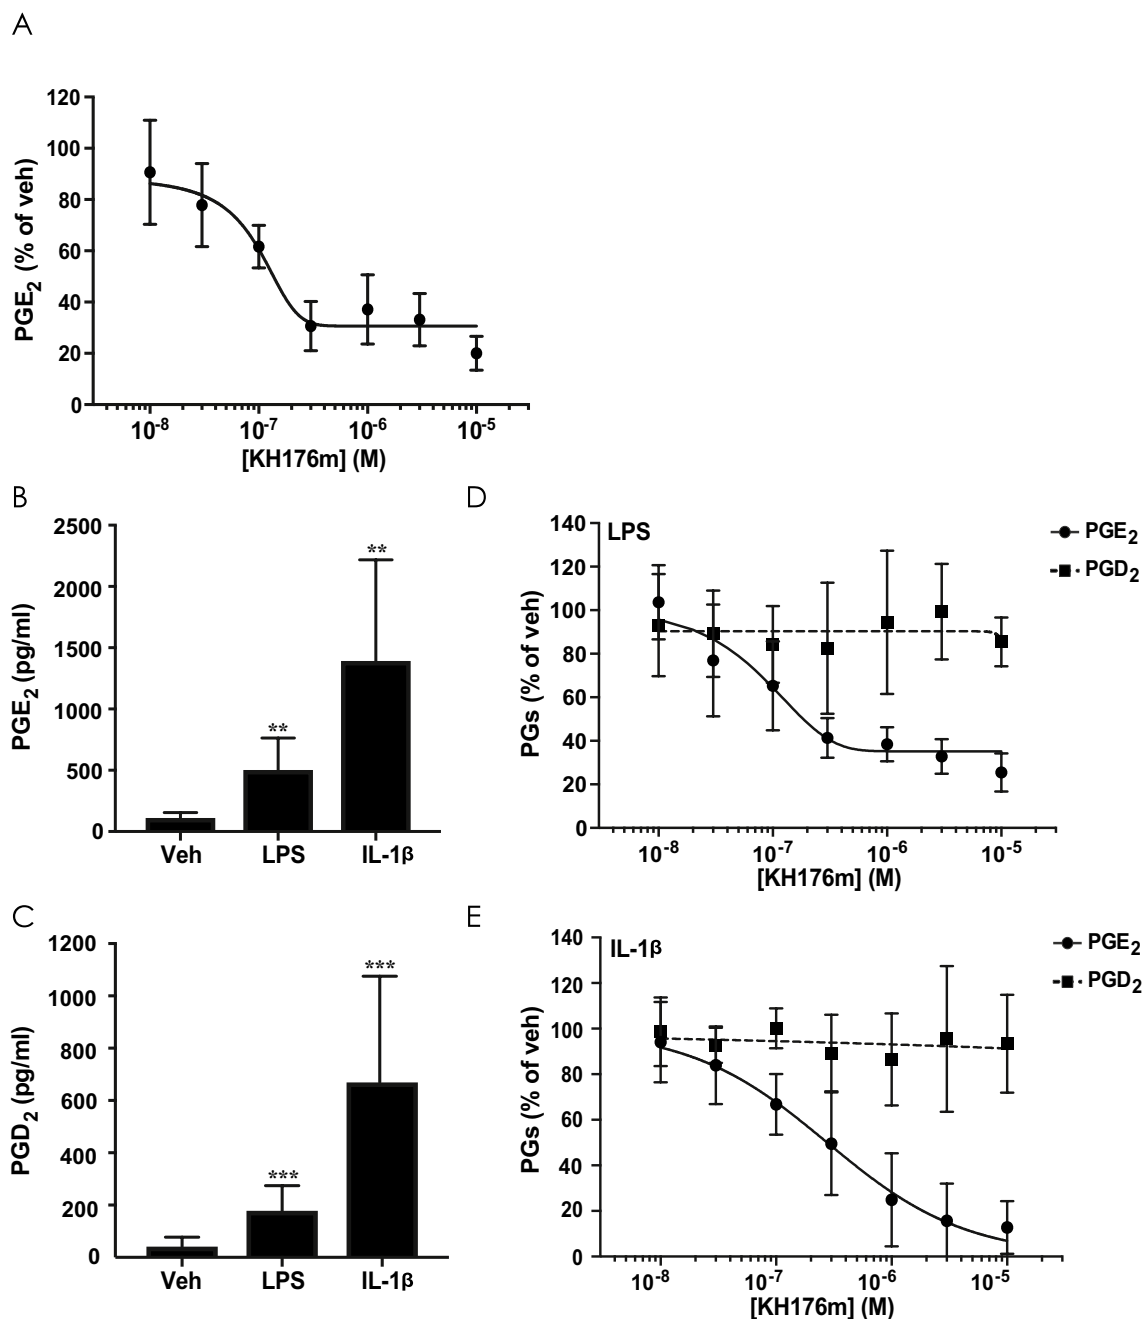 A
120
100
80
60
40
20
0
PGE2 (% of veh)
10-8 10-7 10-6 10-5
[KH176m] (M)
B
2500
2000
1500
1000
500
0
PGE2 (pg/ml)
** **
Veh LPS IL-1β
C
1200
1000
800
600
400
200
0
PGD2 (pg/ml)
*** ***
Veh LPS IL-1β
D
LPS
PGE2
PGD2
140
120
100
80
60
40
20
0
PGs (% of veh)
10-8 10-7 10-6 10-5
[KH176m] (M)
E
IL-1β
PGE2
PGD2
140
120
100
80
60
40
20
0
PGs (% of veh)
10-8 10-7 10-6 10-5
[KH176m] (M)